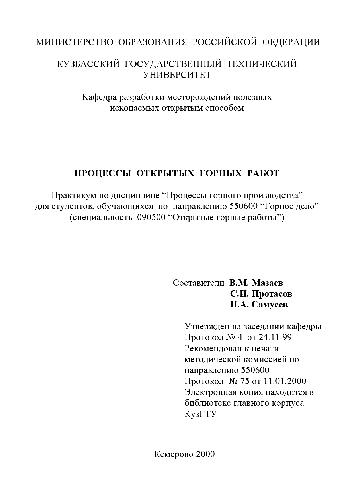 МИНИСТЕРСТВО ОБРАЗОВАНИЯ РОССИЙСКОЙ ФЕДЕРАЦИИ
КУЗБАССКИЙ ГОСУДАРСТВЕННЫЙ ТЕХНИЧЕСКИЙ
УНИВЕРСИТЕТ
Кафедра разработки месторождений полезных
ископаемых открытым способом
ПРОЦЕССЫ ОТКРЫТЫХ ГОРНЫХ РАБОТ
Практикум по дисциплине “Процессы горного производства”
для студентов, обучающихся по направлению 550600 “Горное дело”
(специальность 090500 “Открытые горные работы”)
Составители В.М. Мазаев
С.И. Протасов
П.А. Самусев
Утвержден на заседании кафедры
Протокол № 4 от 24.11.99
Рекомендован к печати
методической комиссией по
направлению 550600
Протокол № 75 от 11.01.2000
Электронная копия находится в
библиотеке главного корпуса
КузГТУ
Кемерово 2000